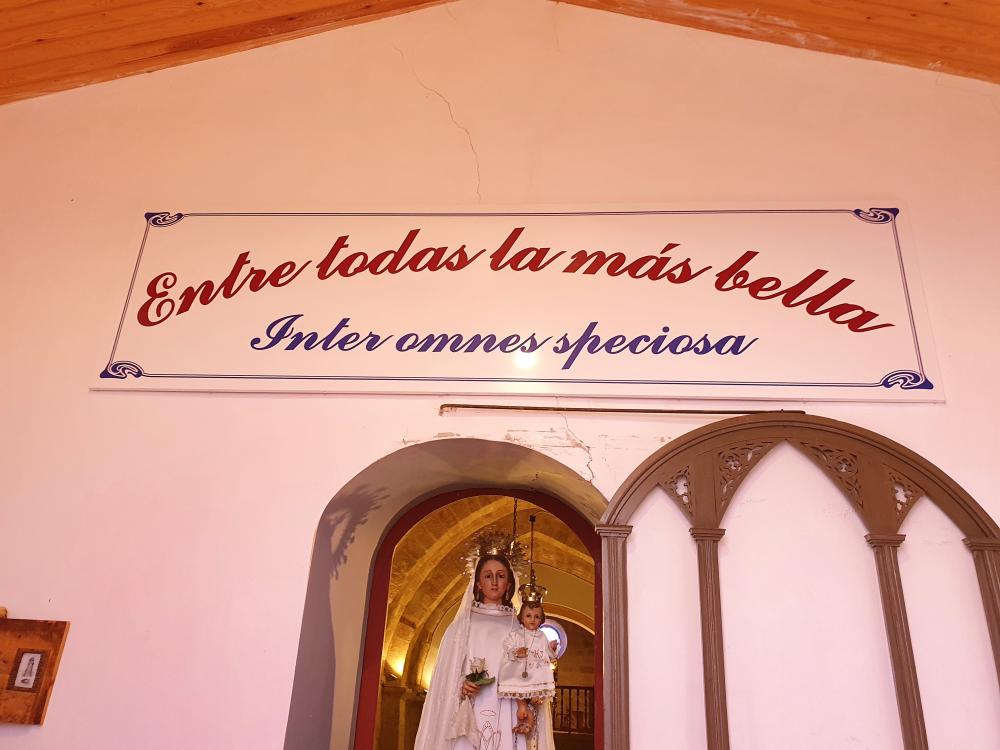 Entre todas la más bella
Inter omnes speciosa